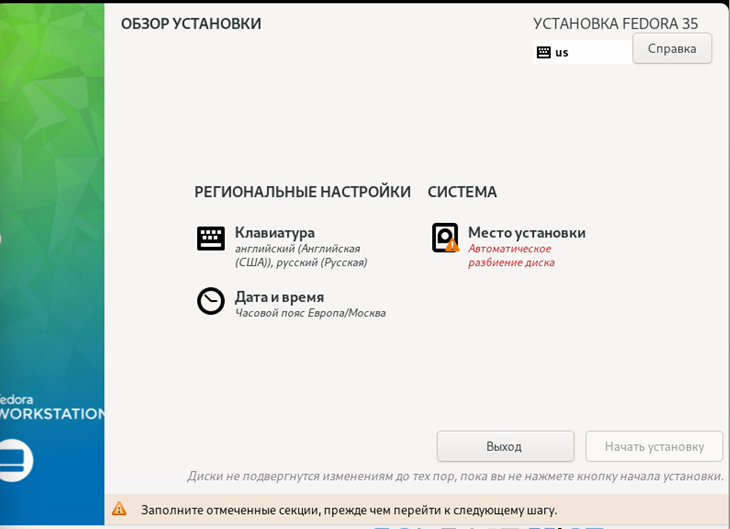 ОБЗОР УСТАНОВКИ
УСТАНОВКА FEDORA 35
us
Справка
РЕГИОНАЛЬНЫЕ НАСТРОЙКИ
СИСТЕМА
Клавиатура
английский (Английская
(США)), русский (Русская)
Место установки
Автоматическое
разбиение диска
Дата и время
Часовой пояс Европа/Москва
edora
WORKSTATION
Выход
Начать установку
Диски не подвергнутся изменениям до тех пор, пока вы не нажмете кнопку начала установки.
Заполните отмеченные секции, прежде чем перейти к следующему шагу.